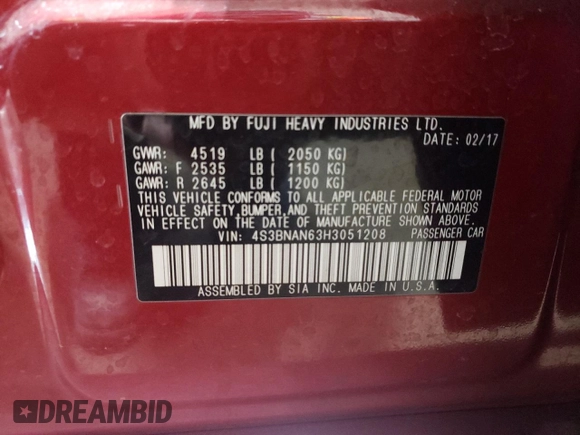 MFD BY FUJI HEAVY INDUSTRIES LTD.
DATE: 02/17
GVWR: 4519 LB ( 2050 KG)
GAWR: F 2535 LB ( 1150 KG)
GAWR: R 2645 LB ( 1200 KG)
THIS VEHICLE CONFORMS TO ALL APPLICABLE FEDERAL MOTOR
VEHICLE SAFETY,BUMPER,AND THEFT PREVENTION STANDARDS
IN EFFECT ON THE DATE OF MANUFACTURE SHOWN ABOVE.
VIN: 4S3BNAN63H3051208 PASSENGER CAR
ASSEMBLED BY SIA INC. MADE IN U.S.A.
DREAMBID